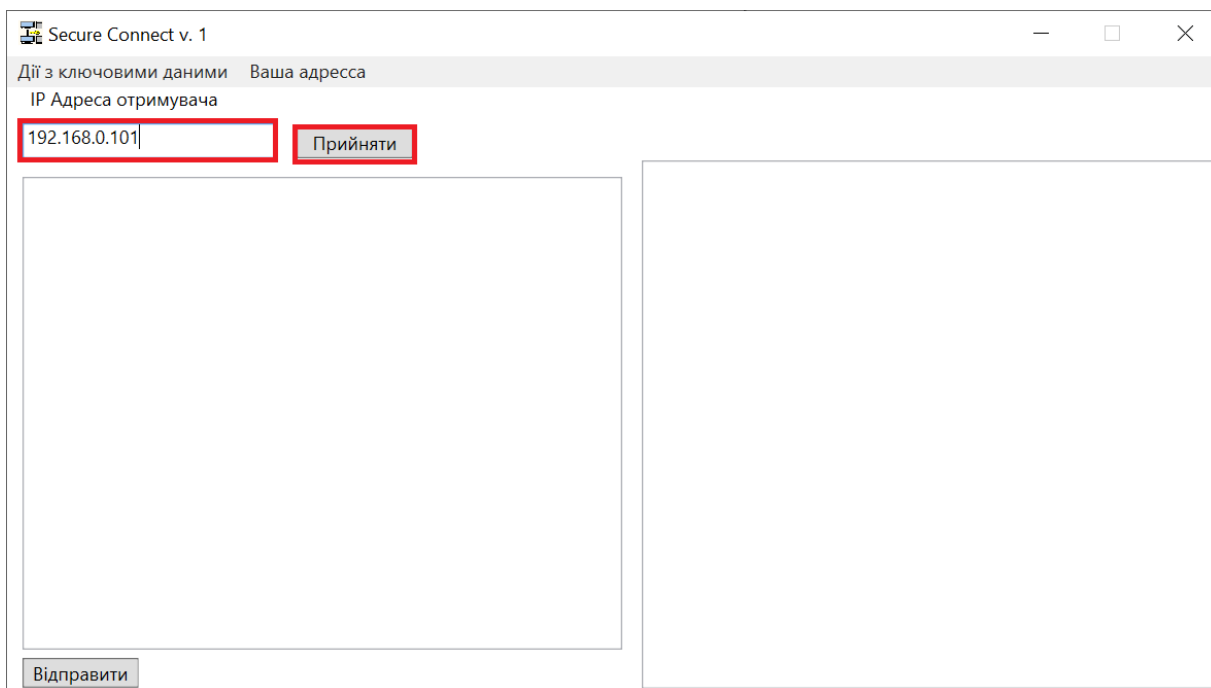 Secure Connect v. 1
Дії з ключовими даними Ваша адресса
IP Адреса отримувача
192.168.0.101
Прийняти
Відправити